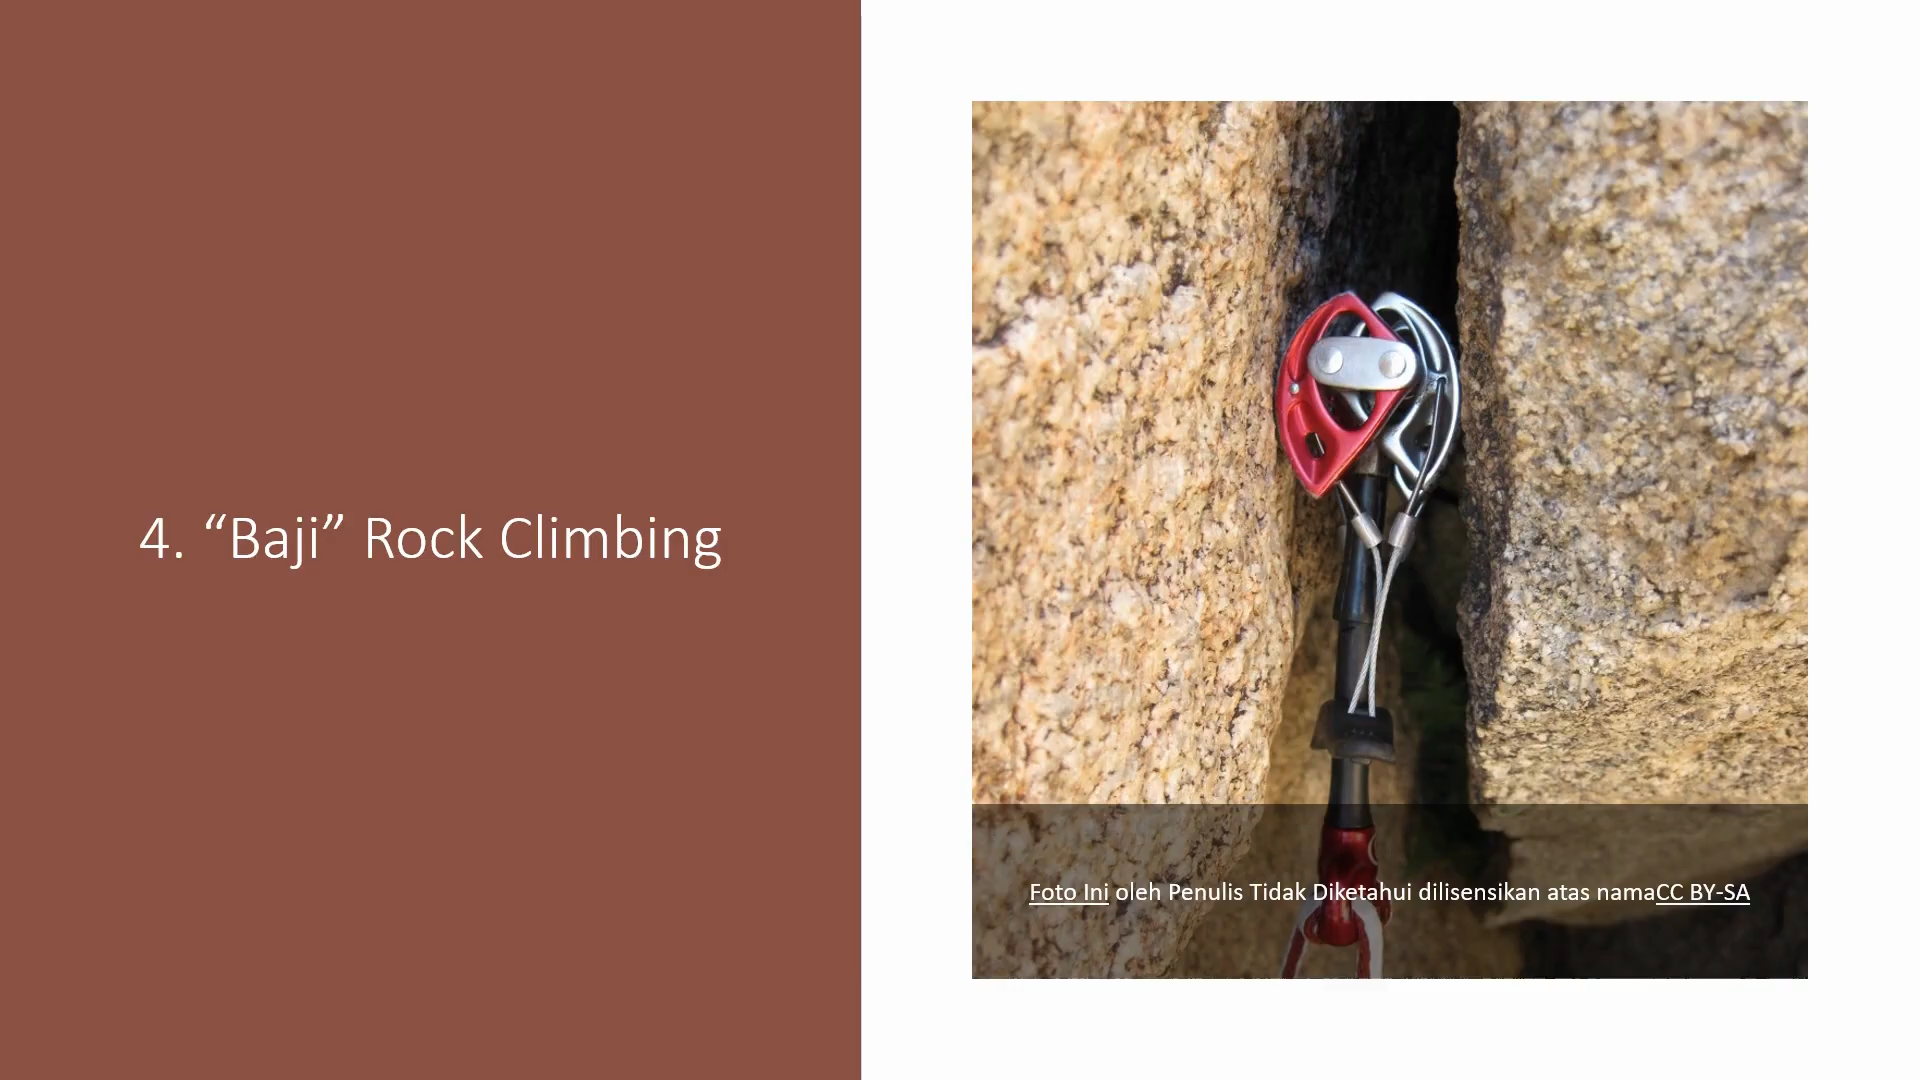 4. “Baji” Rock Climbing
Foto Ini oleh Penulis Tidak Diketahui dilisensikan atas namaCC BY-SA